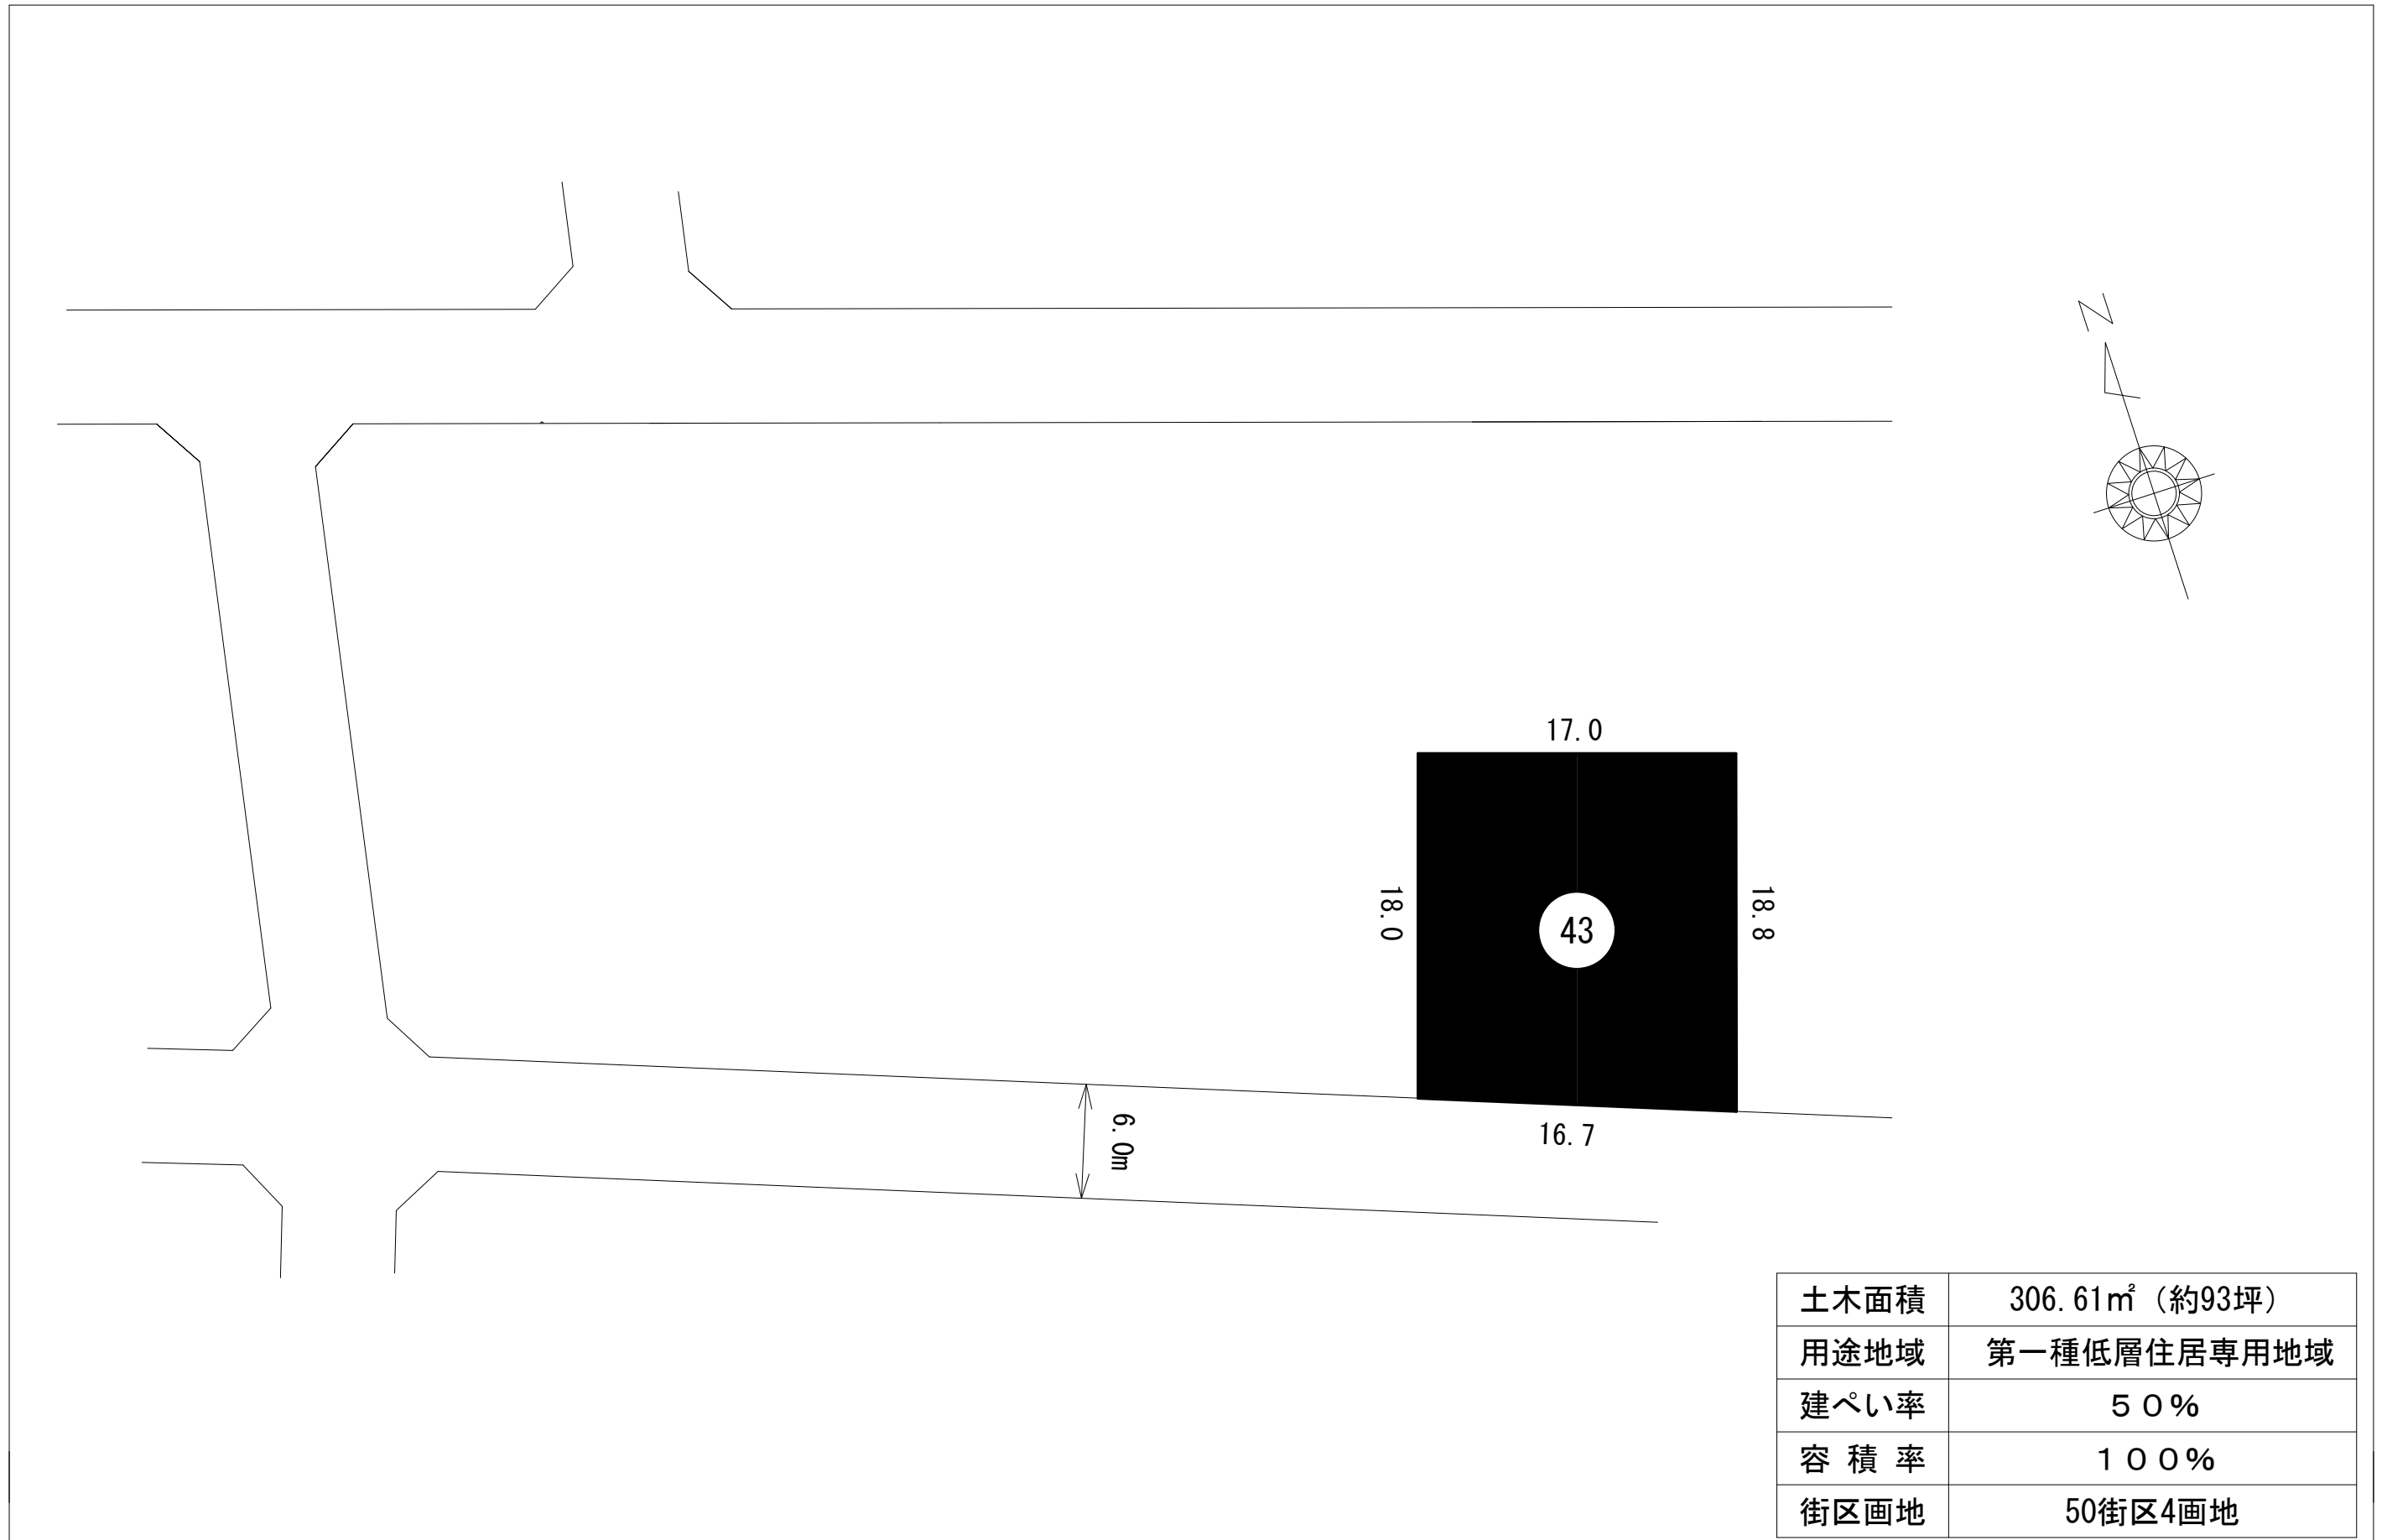 N
17.0
18.0
43
18.8
6.0m
16.7
土木面積 306.61㎡（約93坪）
用途地域 第一種低層住居専用地域
建ぺい率 ５０％
容積率 １００％
街区画地 50街区4画地